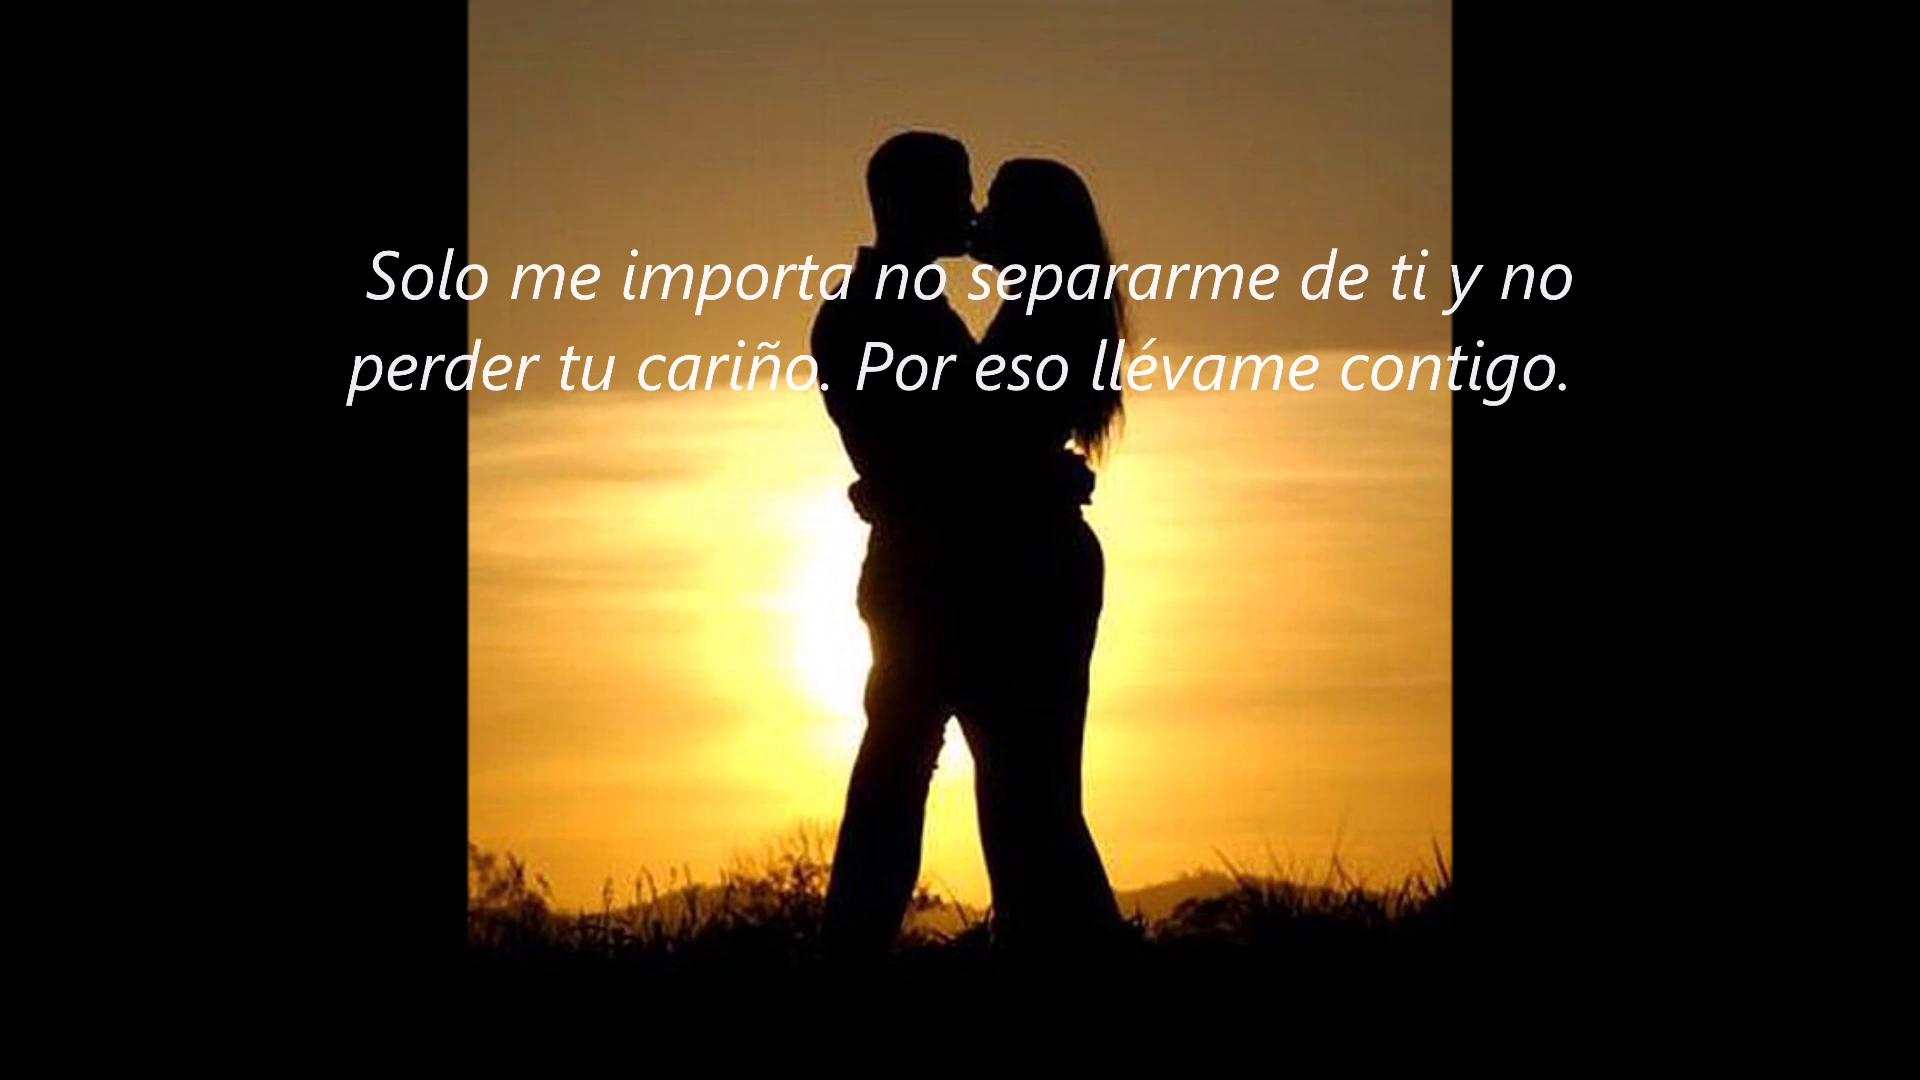 Solo me importa no separarme de ti y no
perder tu cariño. Por eso llévame contigo.